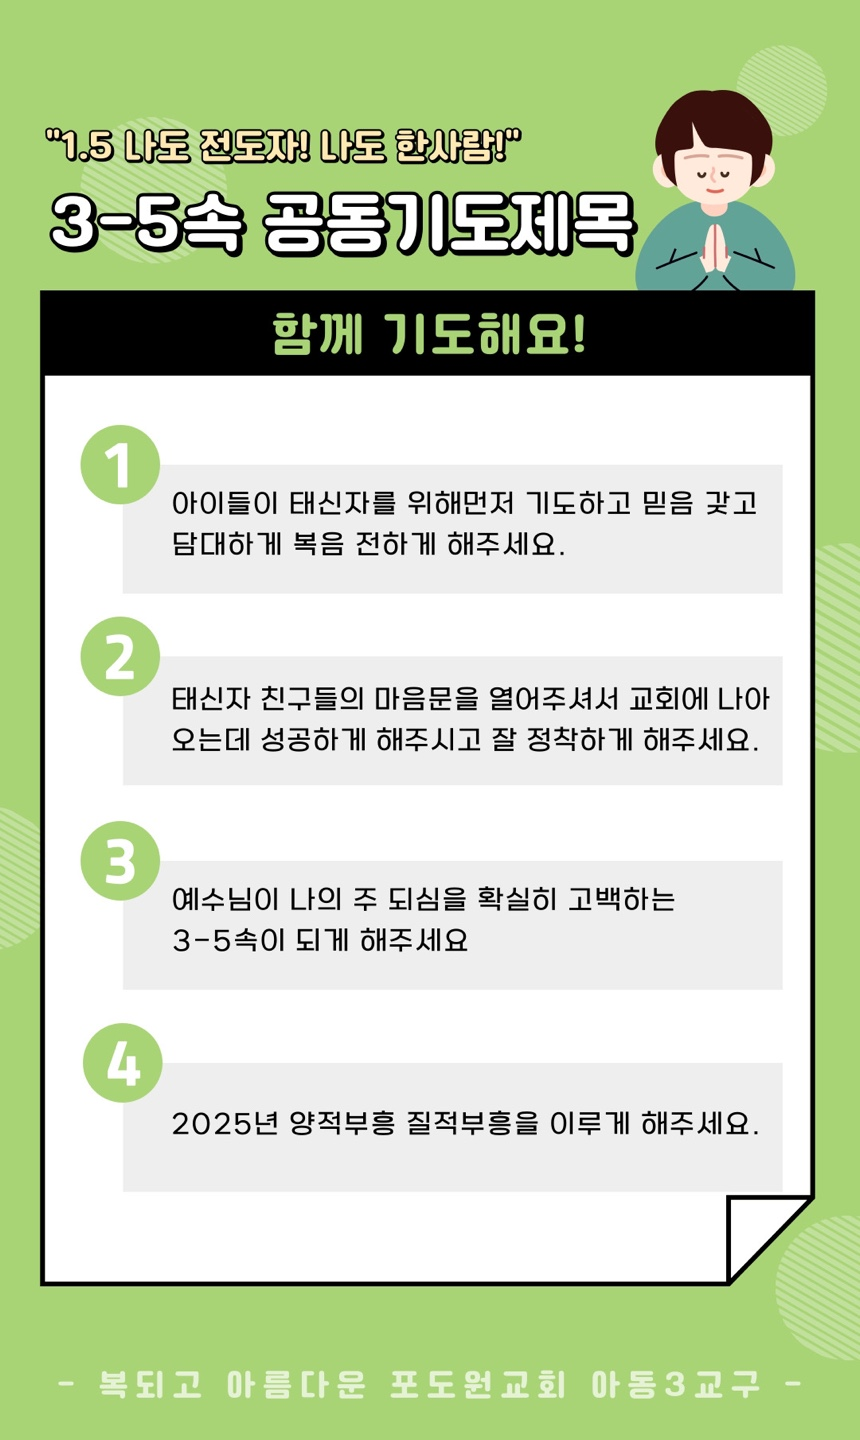 "1.5 나도 전도자! 나도 한사람!"
3-5속 공동기도제목
함께 기도해요!
1
아이들이 태신자를 위해먼저 기도하고 믿음 갖고
담대하게 복음 전하게 해주세요.
2
태신자 친구들의 마음문을 열어주셔서 교회에 나아
오는데 성공하게 해주시고 잘 정착하게 해주세요.
3
예수님이 나의 주 되심을 확실히 고백하는
3-5속이 되게 해주세요
4
2025년 양적부흥 질적부흥을 이루게 해주세요.
- 복되고 아름다운 포도원교회 아동3교구 -